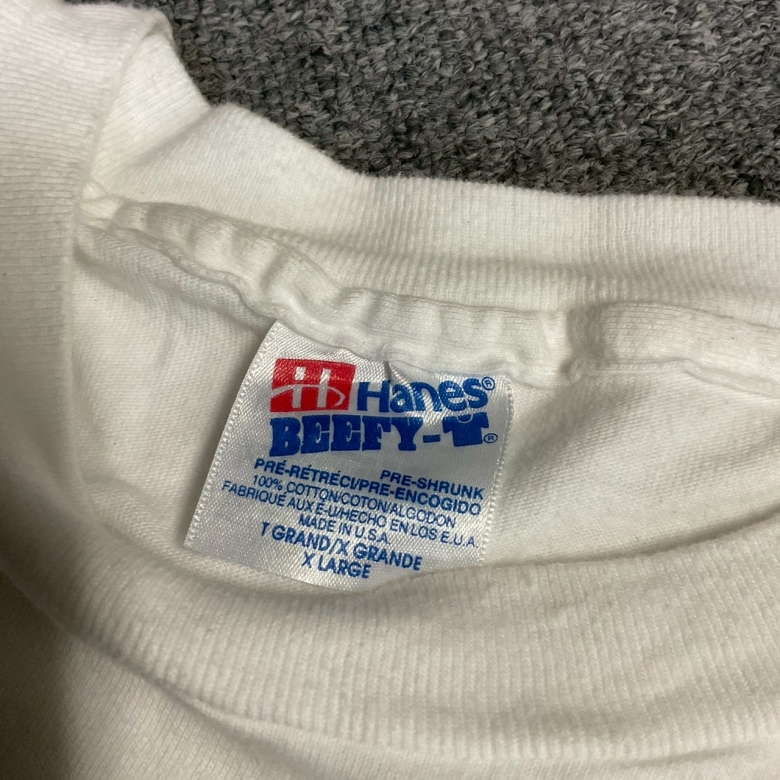 H Hanes®
BEEFY-T®
PRE-SHRUNK
PRÉ-RÉTRÉCI/PRE-ENCOGIDO
100% COTTON/COTON/ALGODON
FABRIQUÉ AUX É-U/HECHO EN LOS E.U.A.
MADE IN U.S.A.
T GRAND/X GRANDE
X LARGE